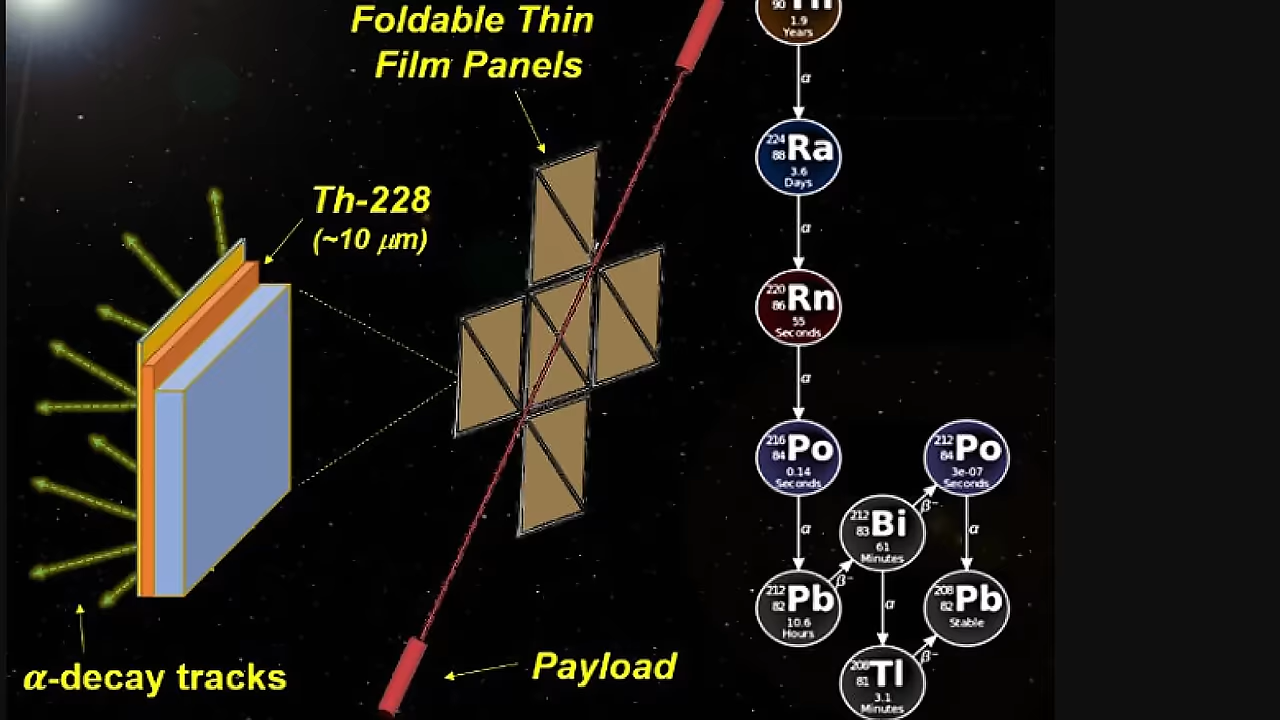 Foldable Thin
Film Panels
Th-228
(~10 μm)
α-decay tracks
Payload
90
1.9
Years
α
224
88
Ra
3.6
Days
α
220
86
Rn
55
Seconds
α
216
84
Po
0.14
Seconds
α
212
82
Pb
10.6
Hours
β⁻
212
83
Bi
61
Minutes
β⁻
α
212
84
Po
3e-07
Seconds
α
208
82
Pb
Stable
208
81
Tl
3.1
Minutes
β⁻